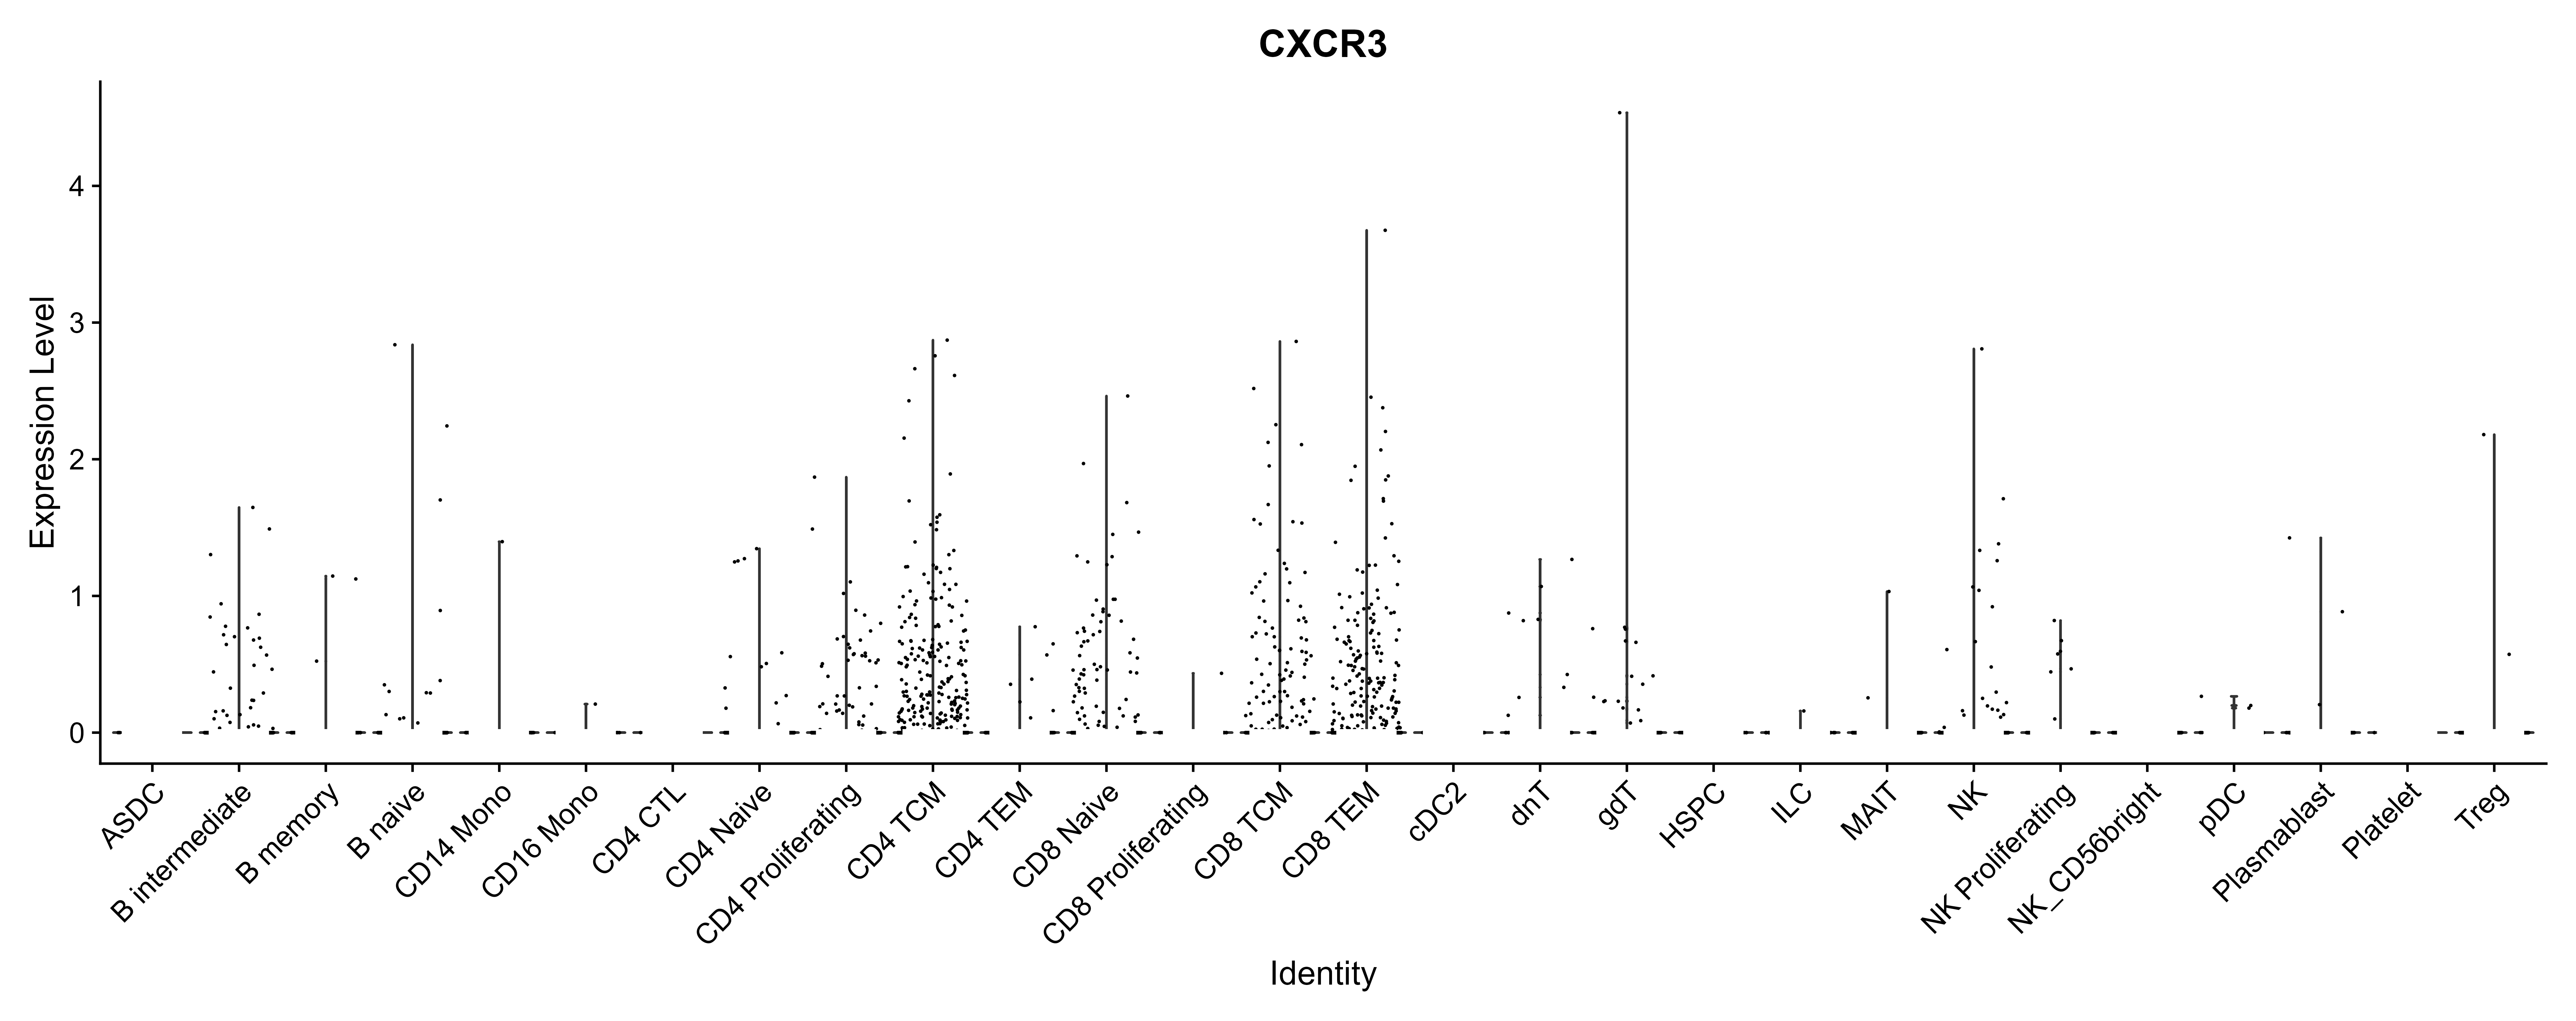 CXCR3
Expression Level
4
3
2
1
0
ASDC
B intermediate
B memory
B naive
CD14 Mono
CD16 Mono
CD4 CTL
CD4 Naive
CD4 Proliferating
CD4 TCM
CD4 TEM
CD8 Naive
CD8 Proliferating
CD8 TCM
CD8 TEM
cDC2
dnT
gdT
HSPC
ILC
MAIT
NK
NK Proliferating
NK_CD56bright
pDC
Plasmablast
Platelet
Treg
Identity